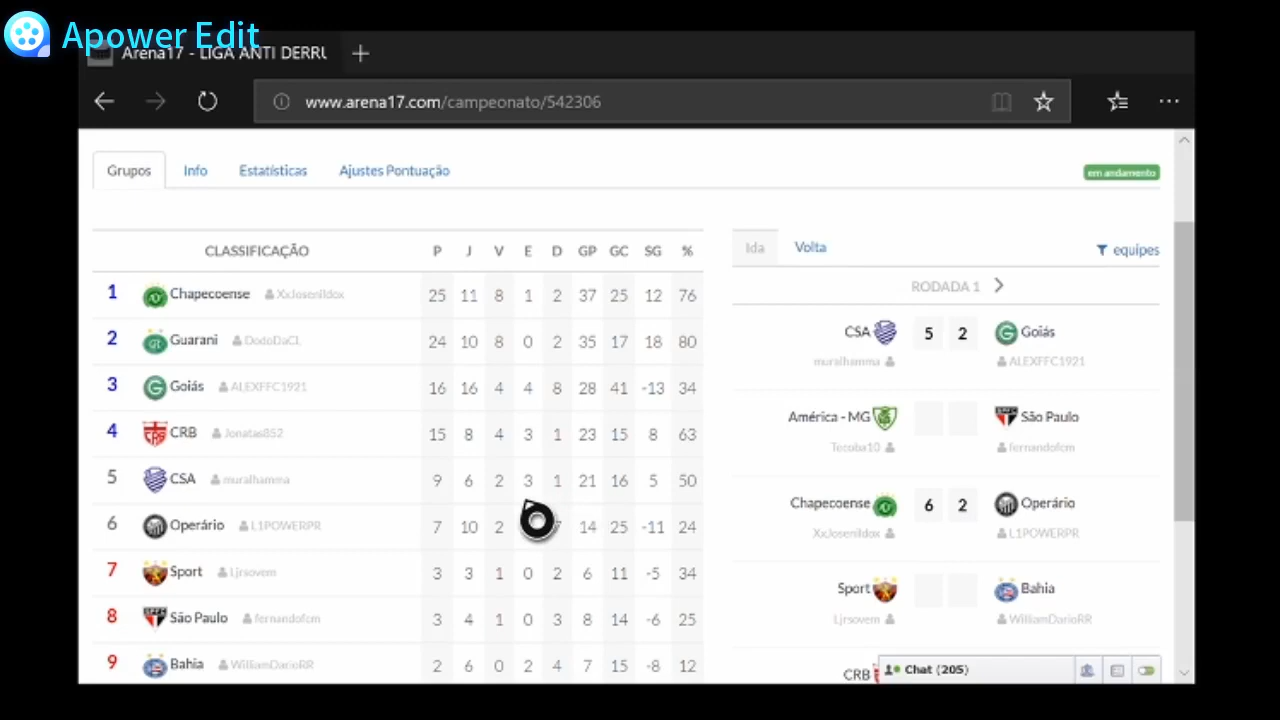 Apower Edit
Arena17 - LIGA ANTI DERRU
www.arena17.com/campeonato/542306
Grupos Info Estatísticas Ajustes Pontuação
em andamento
CLASSIFICAÇÃO P J V E D GP GC SG %
1 Chapecoense XxJosenildox 25 11 8 1 2 37 25 12 76
2 Guarani DodoDaCL 24 10 8 0 2 35 17 18 80
3 Goiás ALEXFFC1921 16 16 4 4 8 28 41 -13 34
4 CRB Jonatas852 15 8 4 3 1 23 15 8 63
5 CSA muralhamma 9 6 2 3 1 21 16 5 50
6 Operário L1POWERPR 7 10 2 7 14 25 -11 24
7 Sport Ljrsovem 3 3 1 0 2 6 11 -5 34
8 São Paulo fernandofcm 3 4 1 0 3 8 14 -6 25
9 Bahia WilliamDarioRR 2 6 0 2 4 7 15 -8 12
Ida Volta equipes
RODADA 1
CSA 5 2 Goiás
muralhamma ALEXFFC1921
América - MG São Paulo
Tosoba10 fernandofcm
Chapecoense 6 2 Operário
XxJosenildox L1POWERPR
Sport Bahia
Ljrsovem WilliamDarioRR
CRB
Chat (205)